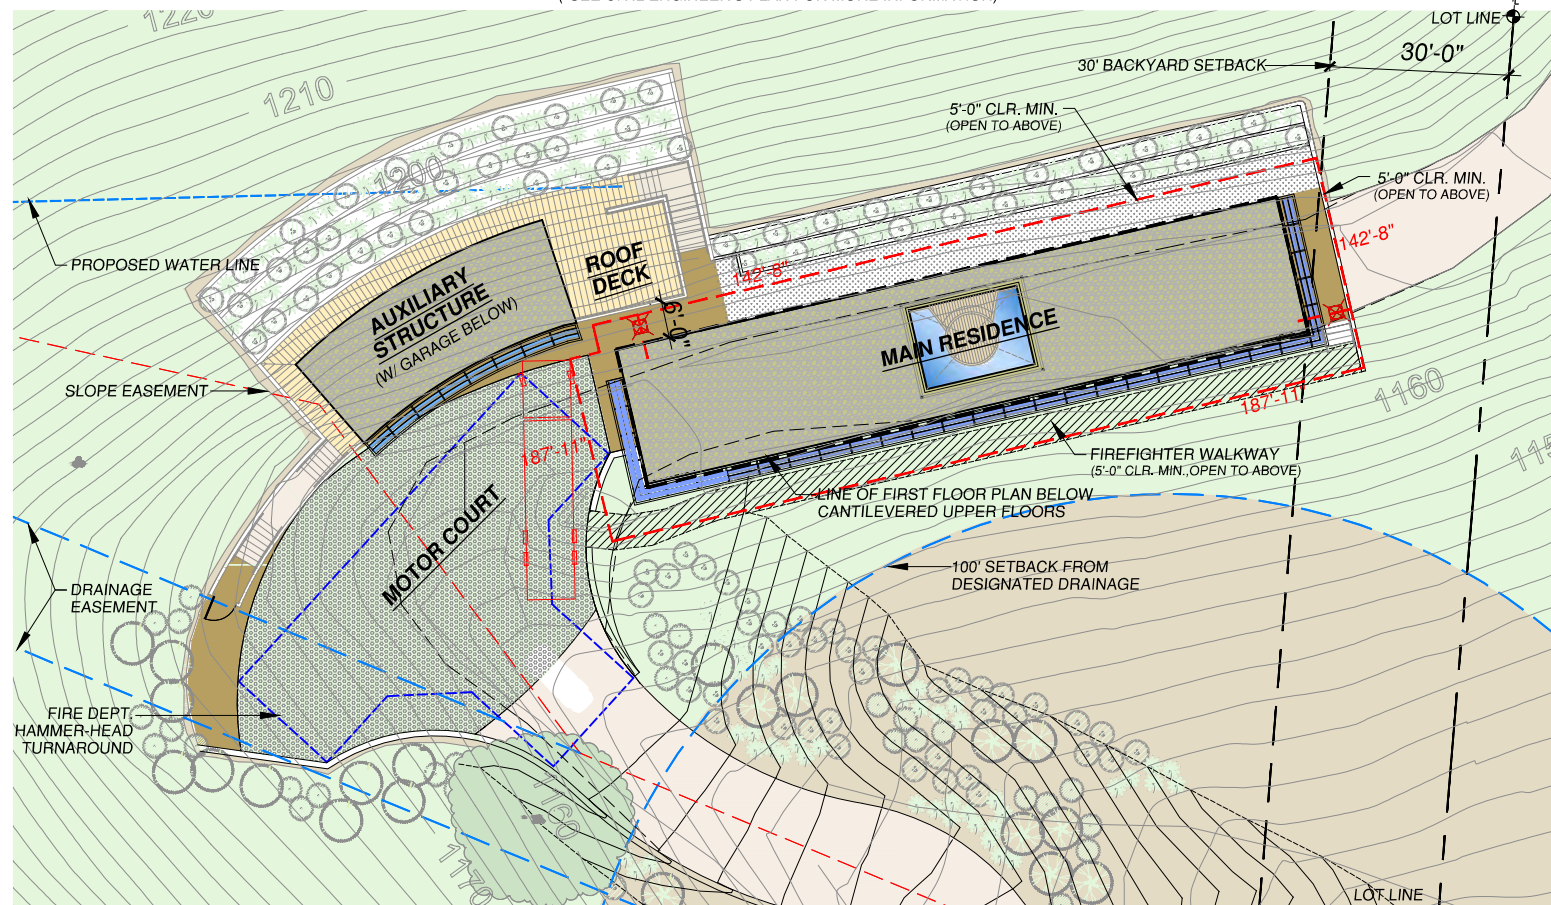 LOT LINE
30'-0"
30' BACKYARD SETBACK
1220
1210
5'-0" CLR. MIN.
(OPEN TO ABOVE)
1200
5'-0" CLR. MIN.
(OPEN TO ABOVE)
142'-8"
PROPOSED WATER LINE
ROOF
DECK
142'-8"
AUXILIARY
STRUCTURE
(W/ GARAGE BELOW)
6'-0"
MAIN RESIDENCE
SLOPE EASEMENT
187'-11"
1160
187'-11"
FIREFIGHTER WALKWAY
(5'-0" CLR. MIN.,OPEN TO ABOVE)
LINE OF FIRST FLOOR PLAN BELOW
CANTILEVERED UPPER FLOORS
MOTOR COURT
100' SETBACK FROM
DESIGNATED DRAINAGE
DRAINAGE
EASEMENT
FIRE DEPT.
HAMMER-HEAD
TURNAROUND
1160
1170
LOT LINE